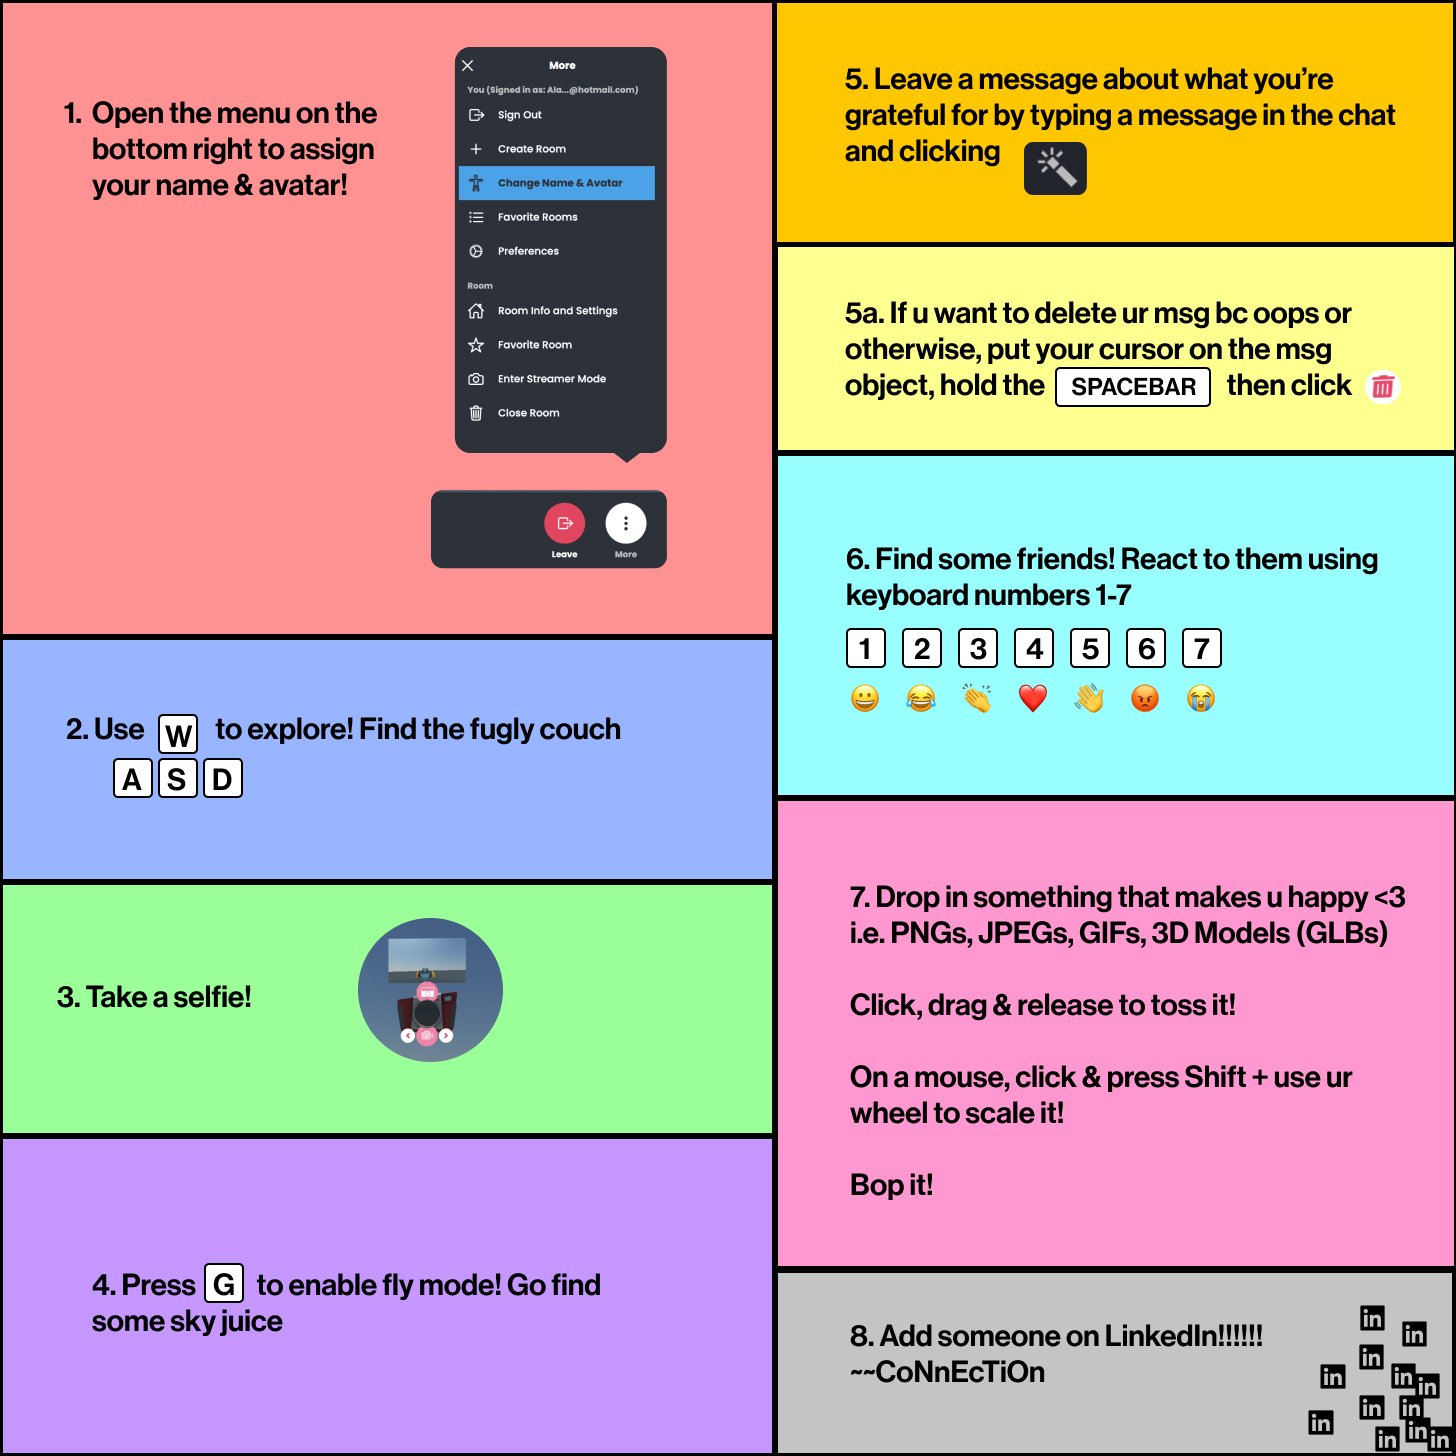 1. Open the menu on the
bottom right to assign
your name & avatar!
More
You (Signed in as: Ala...@hotmail.com)
Sign Out
Create Room
Change Name & Avatar
Favorite Rooms
Preferences
Room
Room Info and Settings
Favorite Room
Enter Streamer Mode
Close Room
Leave
More
2. Use W to explore! Find the fugly couch
A S D
3. Take a selfie!
4. Press G to enable fly mode! Go find
some sky juice
5. Leave a message about what you’re
grateful for by typing a message in the chat
and clicking
5a. If u want to delete ur msg bc oops or
otherwise, put your cursor on the msg
object, hold the SPACEBAR then click
6. Find some friends! React to them using
keyboard numbers 1-7
1 2 3 4 5 6 7
7. Drop in something that makes u happy <3
i.e. PNGs, JPEGs, GIFs, 3D Models (GLBs)
Click, drag & release to toss it!
On a mouse, click & press Shift + use ur
wheel to scale it!
Bop it!
8. Add someone on LinkedIn!!!!!!
~~CoNnEcTiOn
in
in
in
in
in
in
in
in
in
in
in
in